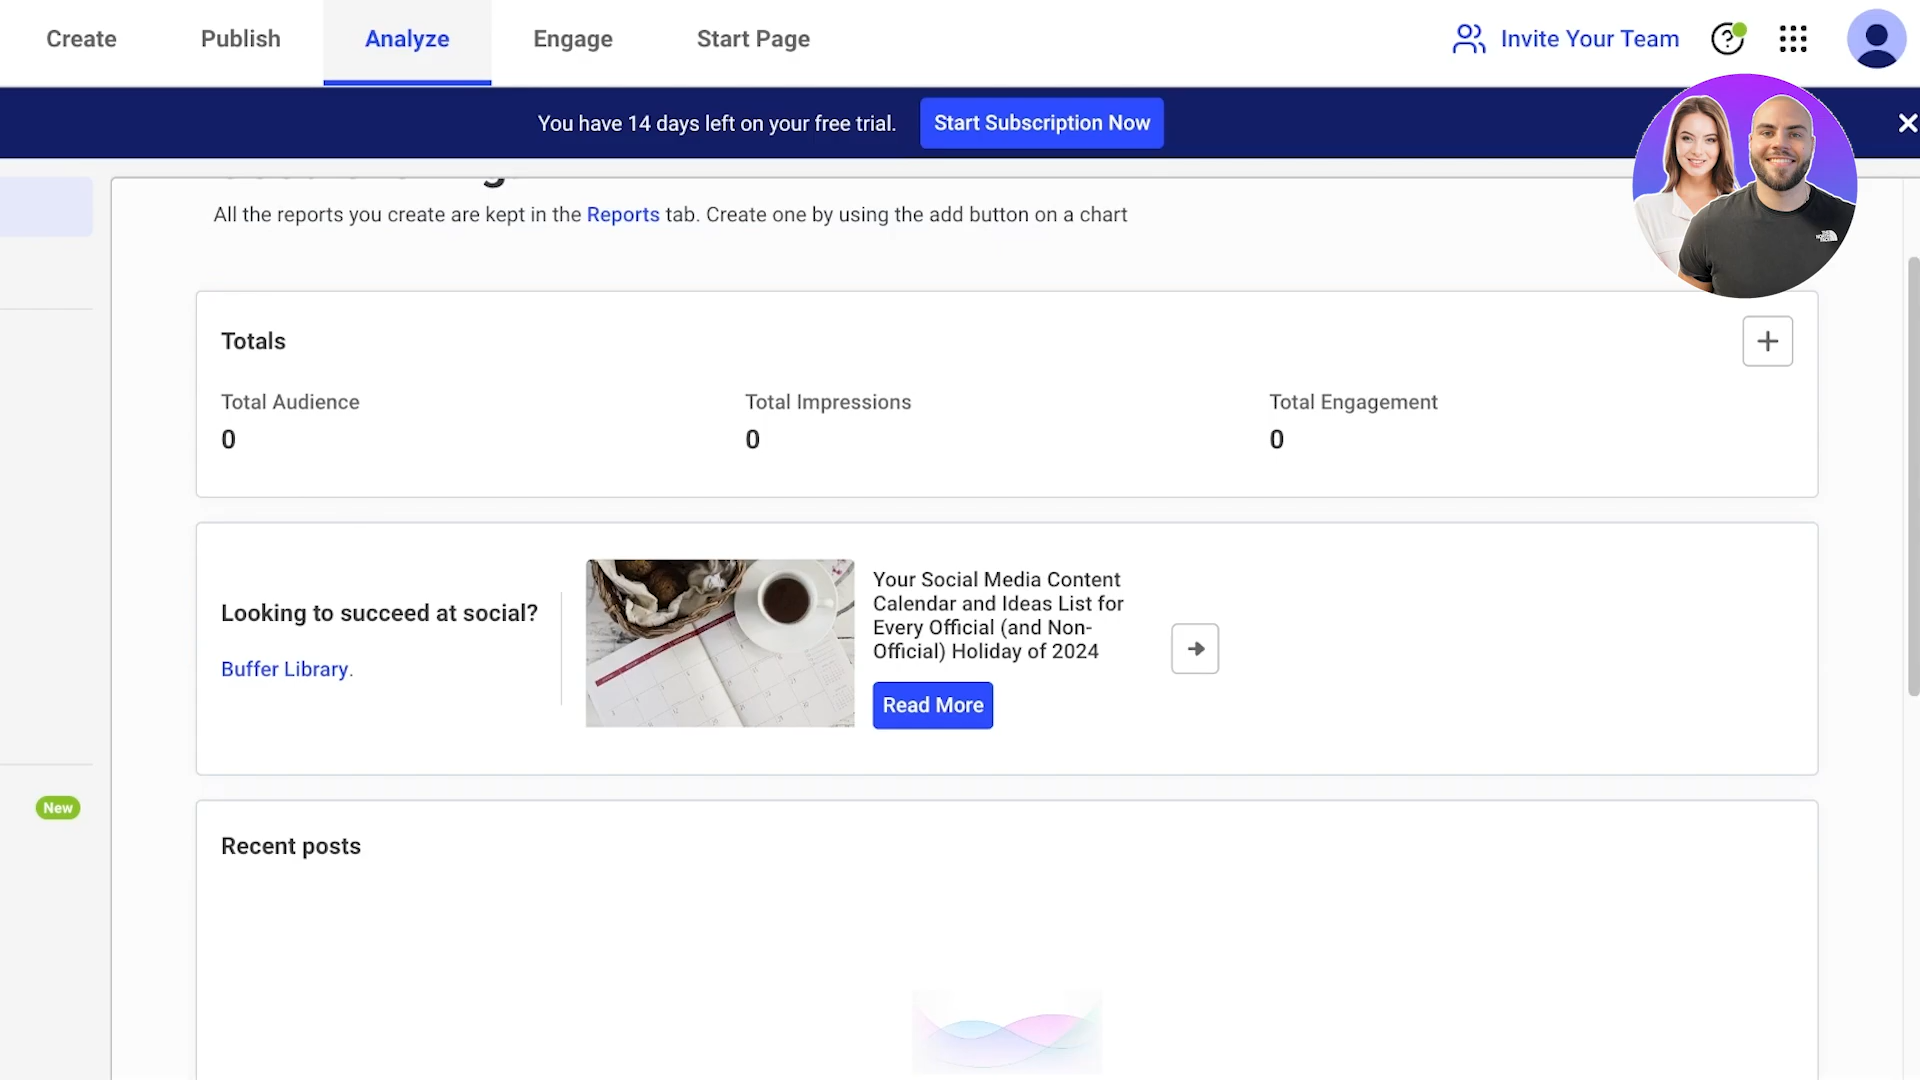 Create
Publish
Analyze
Engage
Start Page
Invite Your Team
You have 14 days left on your free trial.
Start Subscription Now
All the reports you create are kept in the Reports tab. Create one by using the add button on a chart
Totals
Total Audience
0
Total Impressions
0
Total Engagement
0
Looking to succeed at social?
Buffer Library.
Your Social Media Content
Calendar and Ideas List for
Every Official (and Non-
Official) Holiday of 2024
Read More
New
Recent posts